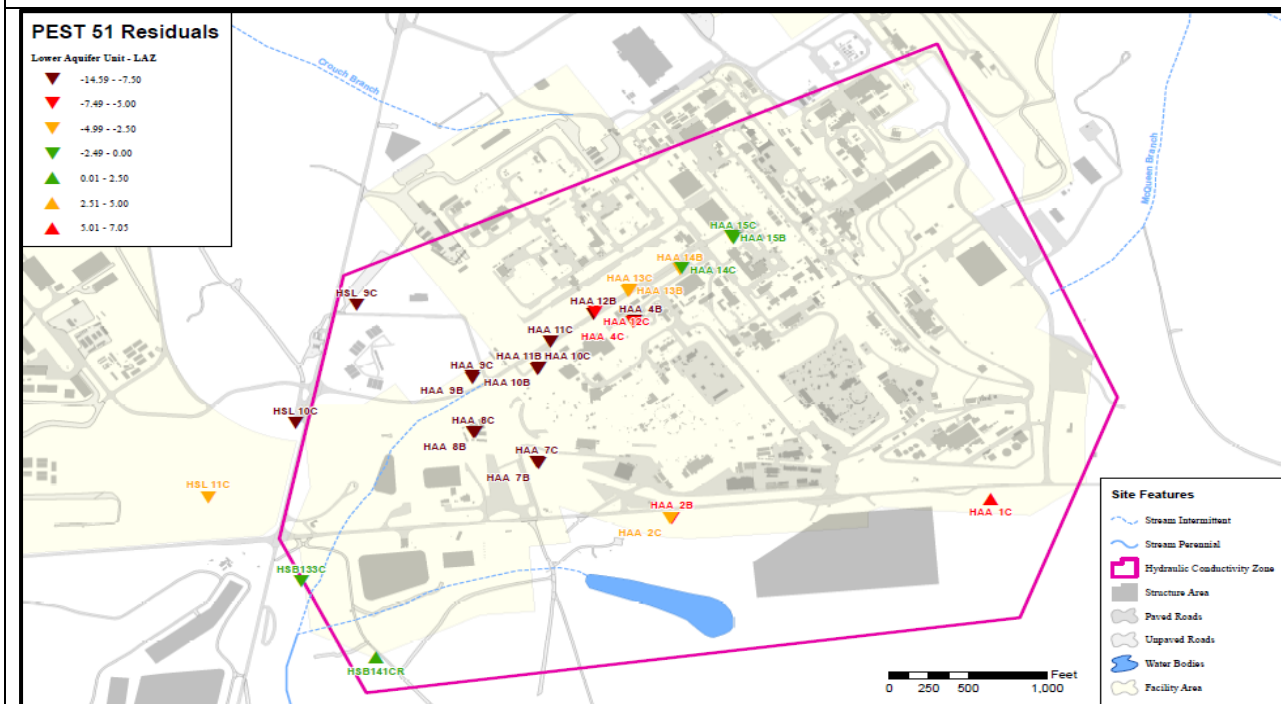 PEST 51 Residuals
Lower Aquifer Unit - LAZ
-14.59 - -7.50
-7.49 - -5.00
-4.99 - -2.50
-2.49 - 0.00
0.01 - 2.50
2.51 - 5.00
5.01 - 7.05
Crouch Branch
McQueen Branch
HAA 15C
HAA 15B
HAA 14B
HAA 14C
HAA 13C
HAA 13B
HSL 9C
HAA 12B
HAA 4B
HAA 12C
HAA 4C
HAA 11C
HAA 11B HAA 10C
HAA 9C
HAA 10B
HAA 9B
HSL 10C
HAA 8C
HAA 8B
HAA 7C
HAA 7B
HSL 11C
HAA 2B
HAA 2C
HAA 1C
HSB133C
HSB141CR
Feet
0 250 500 1,000
Site Features
Stream Intermittent
Stream Perennial
Hydraulic Conductivity Zone
Structure Area
Paved Roads
Unpaved Roads
Water Bodies
Facility Area